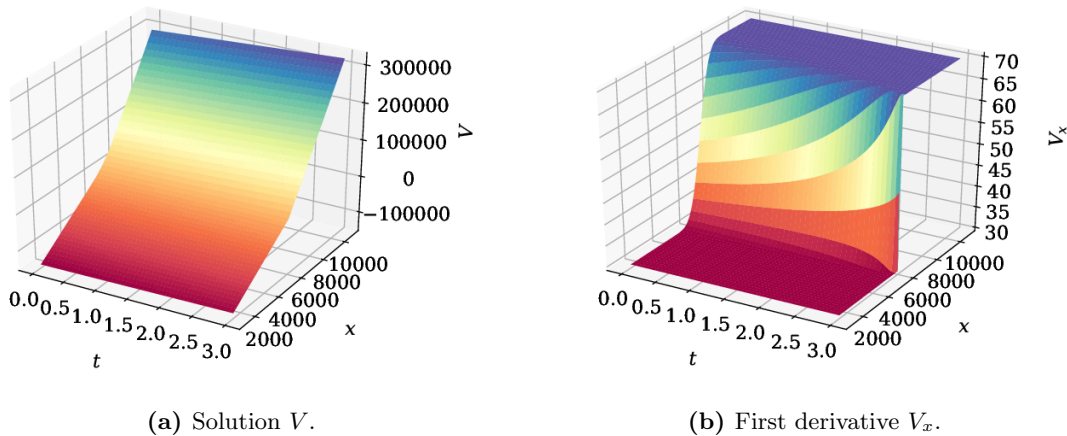 300000
200000
100000
0
−100000
V
0.0 0.5 1.0 1.5 2.0 2.5 3.0
t
2000 4000 6000 8000 10000
x
70
65
60
55
50
45
40
35
30
V_x
0.0 0.5 1.0 1.5 2.0 2.5 3.0
t
2000 4000 6000 8000 10000
x
(a) Solution V.
(b) First derivative V_x.